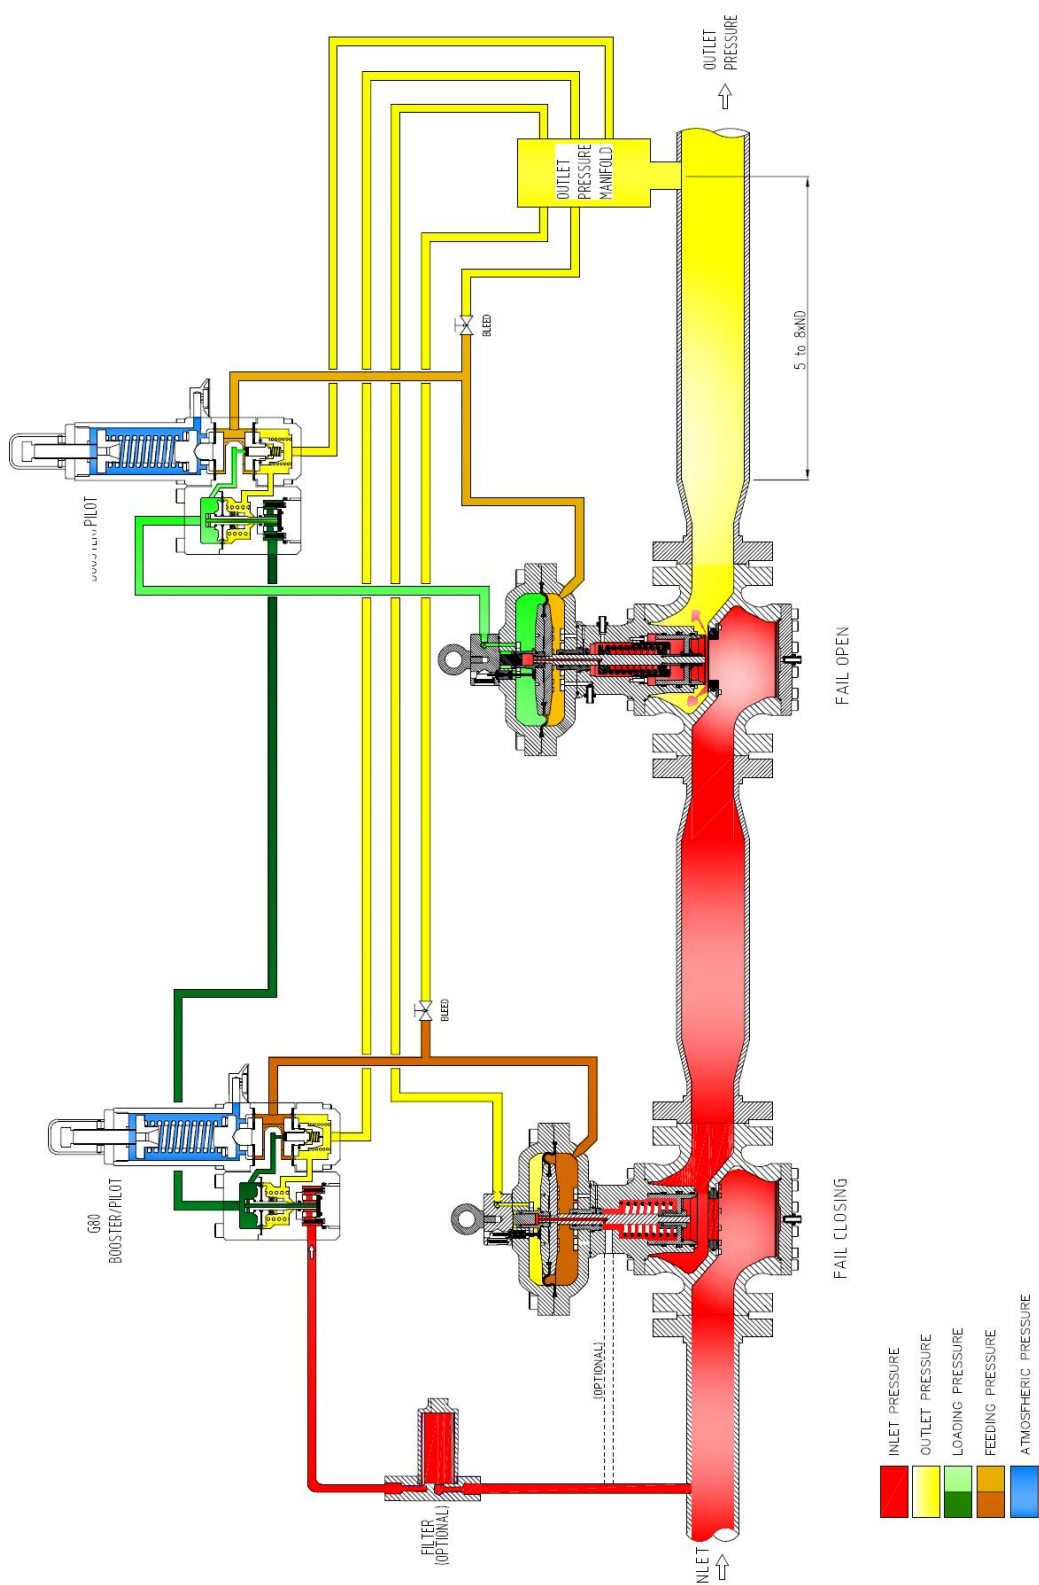 OUTLET
PRESSURE
OUTLET
PRESSURE
MANIFOLD
5 to 8xND
BLEED
BOOSTER/PILOT
FAIL OPEN
BLEED
G80
BOOSTER/PILOT
FAIL CLOSING
(OPTIONAL)
FILTER
(OPTIONAL)
NLET
INLET PRESSURE
OUTLET PRESSURE
LOADING PRESSURE
FEEDING PRESSURE
ATMOSFHERIC PRESSURE